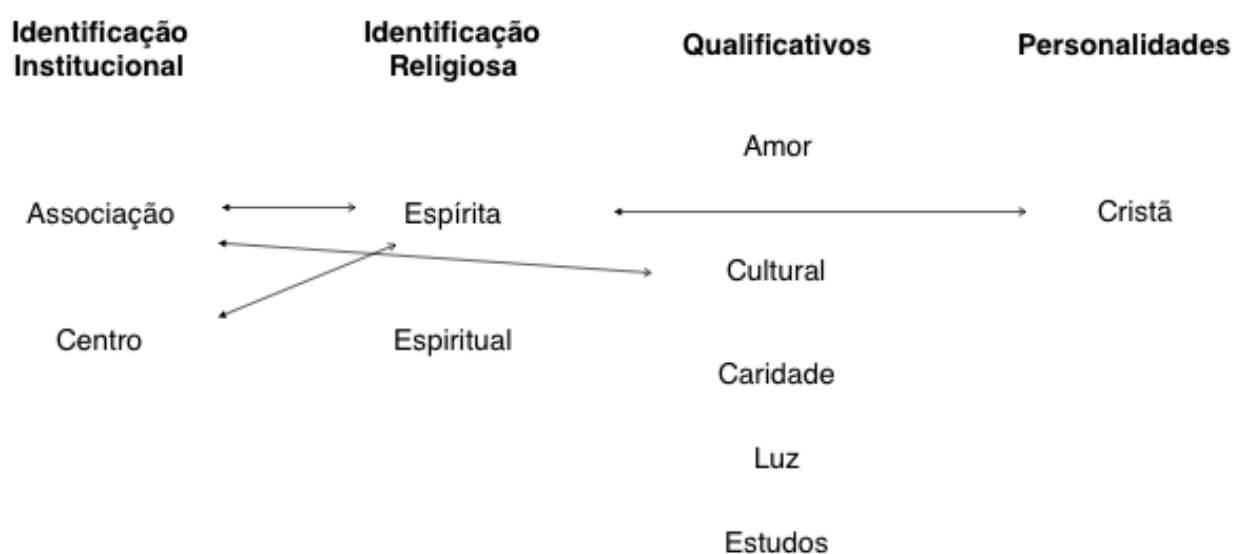 Identificação
Institucional
Identificação
Religiosa
Qualificativos
Personalidades
Amor
Associação
Espírita
Cristã
Cultural
Centro
Espiritual
Caridade
Luz
Estudos